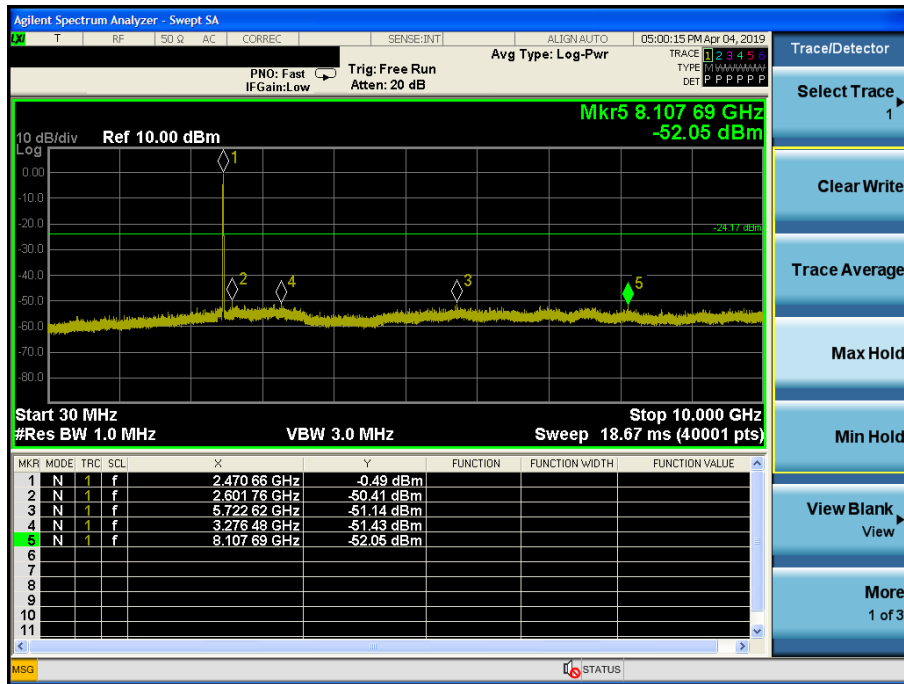 Agilent Spectrum Analyzer - Swept SA
LXI T RF 50 Ω AC CORREC SENSE:INT ALIGN AUTO 05:00:15 PM Apr 04, 2019
PNO: Fast Trig: Free Run Avg Type: Log-Pwr TRACE 1 2 3 4 5 6
IFGain:Low Atten: 20 dB TYPE M W W W W W
DET P P P P P P
Mkr5 8.107 69 GHz
-52.05 dBm
10 dB/div Ref 10.00 dBm
Log
0.00
-10.0
-20.0
-30.0
-40.0
-50.0
-60.0
-70.0
-80.0
1
-24.17 dBm
2
4
3
5
Start 30 MHz Stop 10.000 GHz
#Res BW 1.0 MHz VBW 3.0 MHz Sweep 18.67 ms (40001 pts)
MKR MODE TRC SCL X Y FUNCTION FUNCTION WIDTH FUNCTION VALUE
1 N 1 f 2.470 66 GHz -0.49 dBm
2 N 1 f 2.601 76 GHz -50.41 dBm
3 N 1 f 5.722 62 GHz -51.14 dBm
4 N 1 f 3.276 48 GHz -51.43 dBm
5 N 1 f 8.107 69 GHz -52.05 dBm
6
7
8
9
10
11
MSG STATUS
Trace/Detector
Select Trace
1
Clear Write
Trace Average
Max Hold
Min Hold
View Blank
View
More
1 of 3